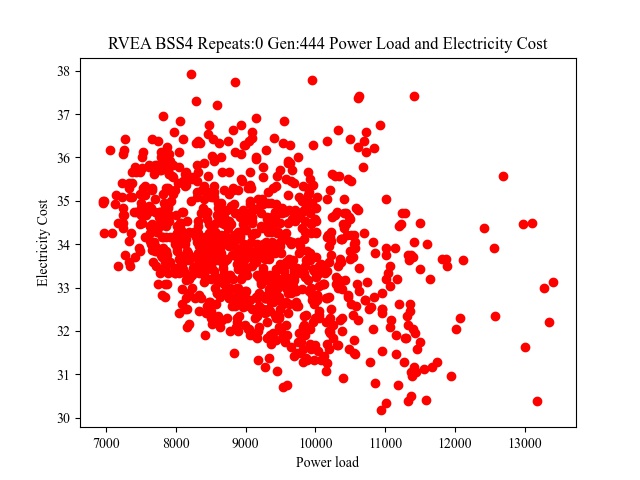 RVEA BSS4 Repeats:0 Gen:444 Power Load and Electricity Cost
38
37
36
35
34
33
32
31
30
Electricity Cost
7000 8000 9000 10000 11000 12000 13000
Power load